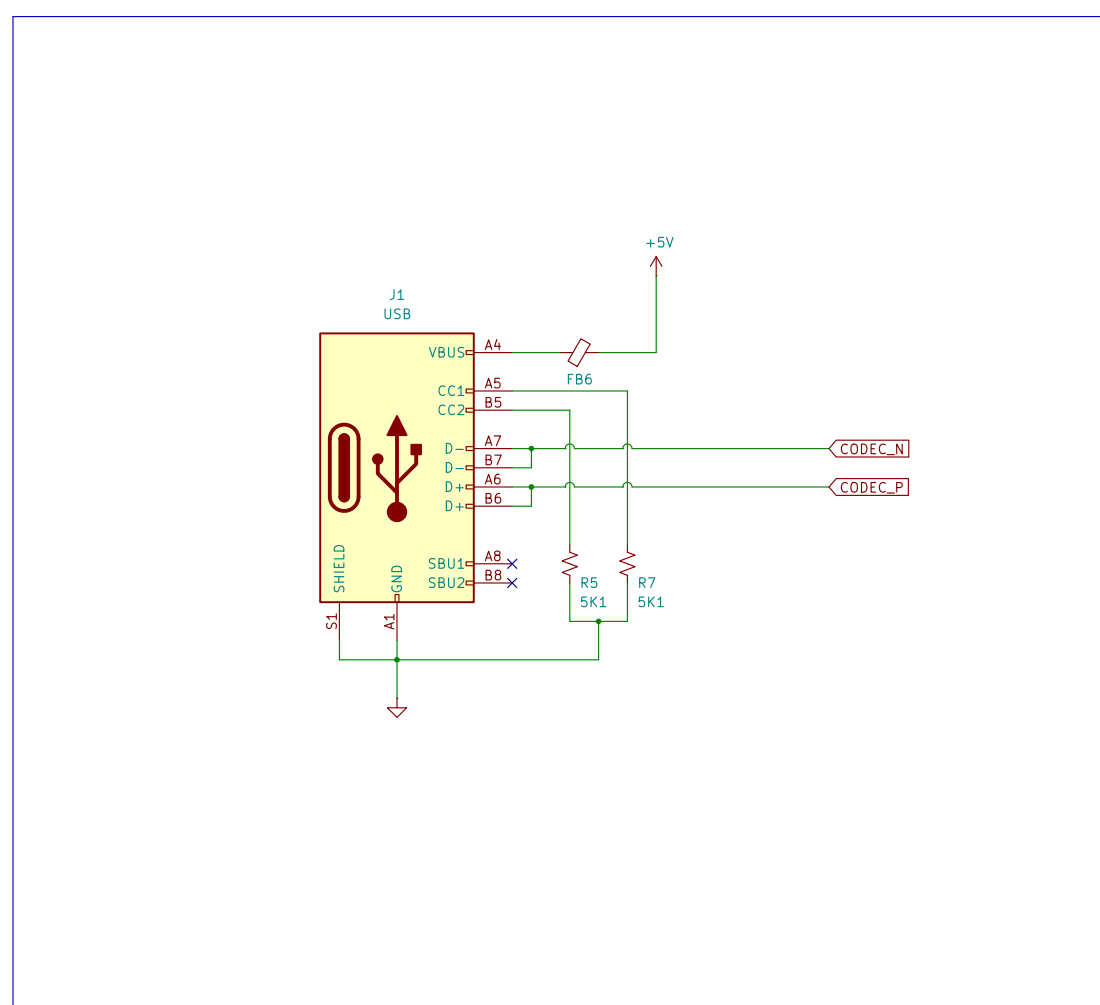 +5V
J1
USB
VBUS
A4
FB6
CC1
A5
CC2
B5
D-
A7
CODEC_N
D-
B7
D+
A6
CODEC_P
D+
B6
SHIELD
GND
SBU1
A8
SBU2
B8
R5
5K1
R7
5K1
S1
A1